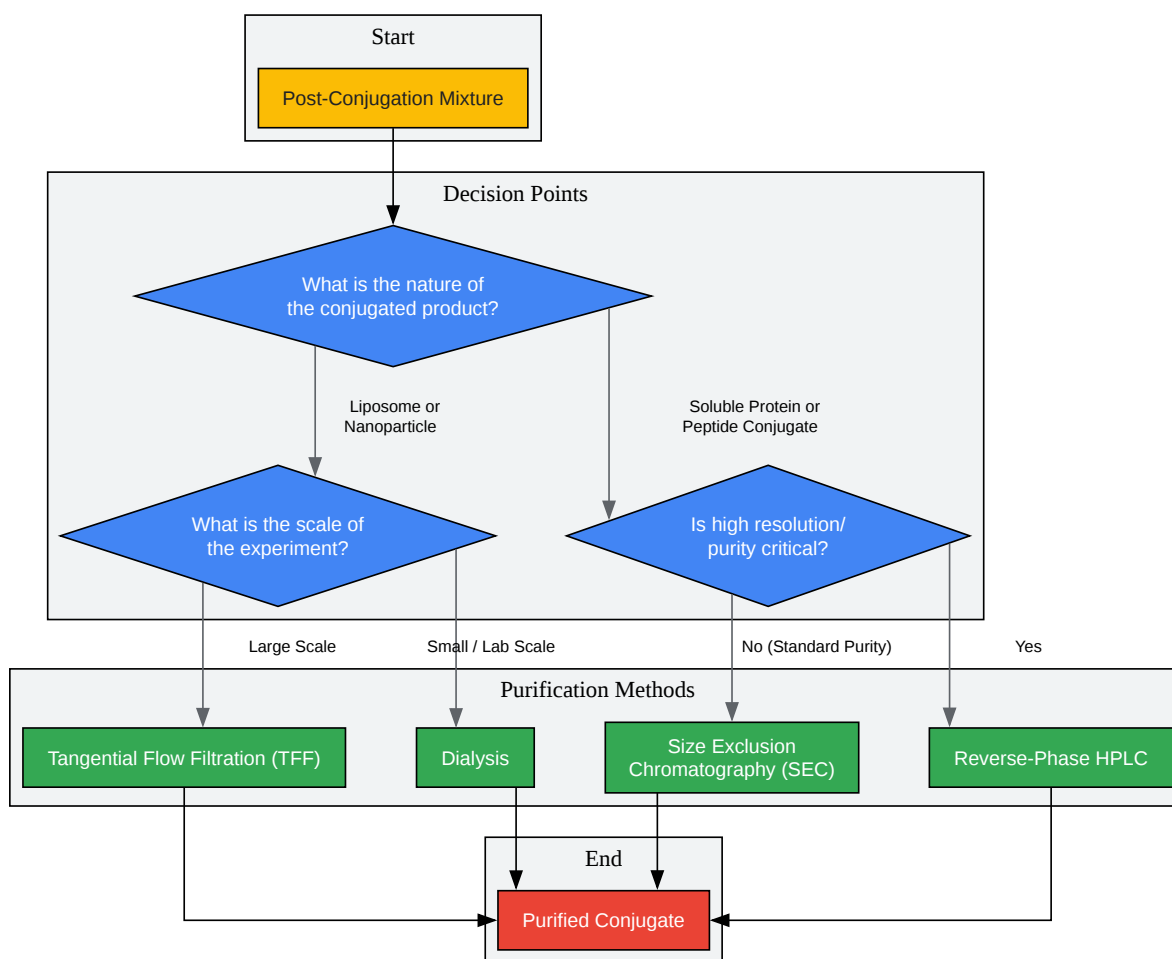 Start
Post-Conjugation Mixture
Decision Points
What is the nature of
the conjugated product?
Liposome or
Nanoparticle
Soluble Protein or
Peptide Conjugate
What is the scale of
the experiment?
Is high resolution/
purity critical?
Large Scale
Small / Lab Scale
No (Standard Purity)
Yes
Purification Methods
Tangential Flow Filtration (TFF)
Dialysis
Size Exclusion
Chromatography (SEC)
Reverse-Phase HPLC
End
Purified Conjugate